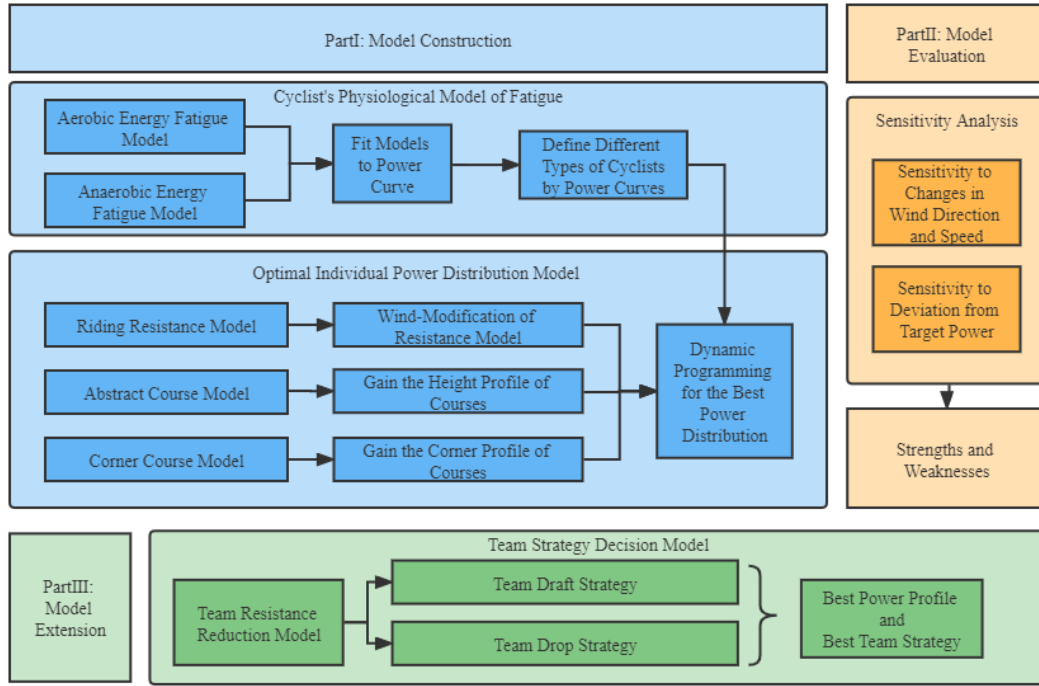 PartI: Model Construction
PartII: Model
Evaluation
Cyclist's Physiological Model of Fatigue
Aerobic Energy Fatigue
Model
Anaerobic Energy
Fatigue Model
Fit Models
to Power
Curve
Define Different
Types of Cyclists
by Power Curves
Sensitivity Analysis
Sensitivity to
Changes in
Wind Direction
and Speed
Sensitivity to
Deviation from
Target Power
Optimal Individual Power Distribution Model
Riding Resistance Model
Wind-Modification of
Resistance Model
Abstract Course Model
Gain the Height Profile of
Courses
Corner Course Model
Gain the Corner Profile of
Courses
Dynamic
Programming
for the Best
Power
Distribution
Strengths and
Weaknesses
PartIII:
Model
Extension
Team Strategy Decision Model
Team Resistance
Reduction Model
Team Draft Strategy
Team Drop Strategy
Best Power Profile
and
Best Team Strategy